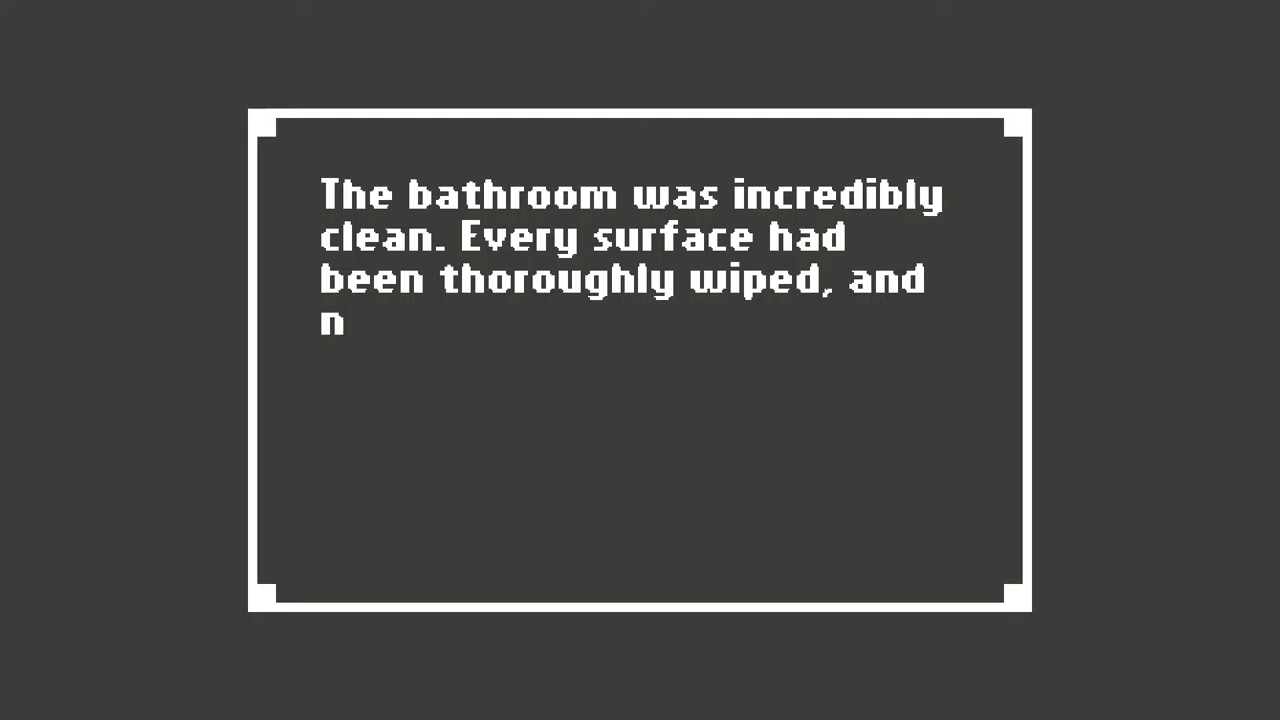 The bathroom was incredibly
clean. Every surface had
been thoroughly wiped, and
n